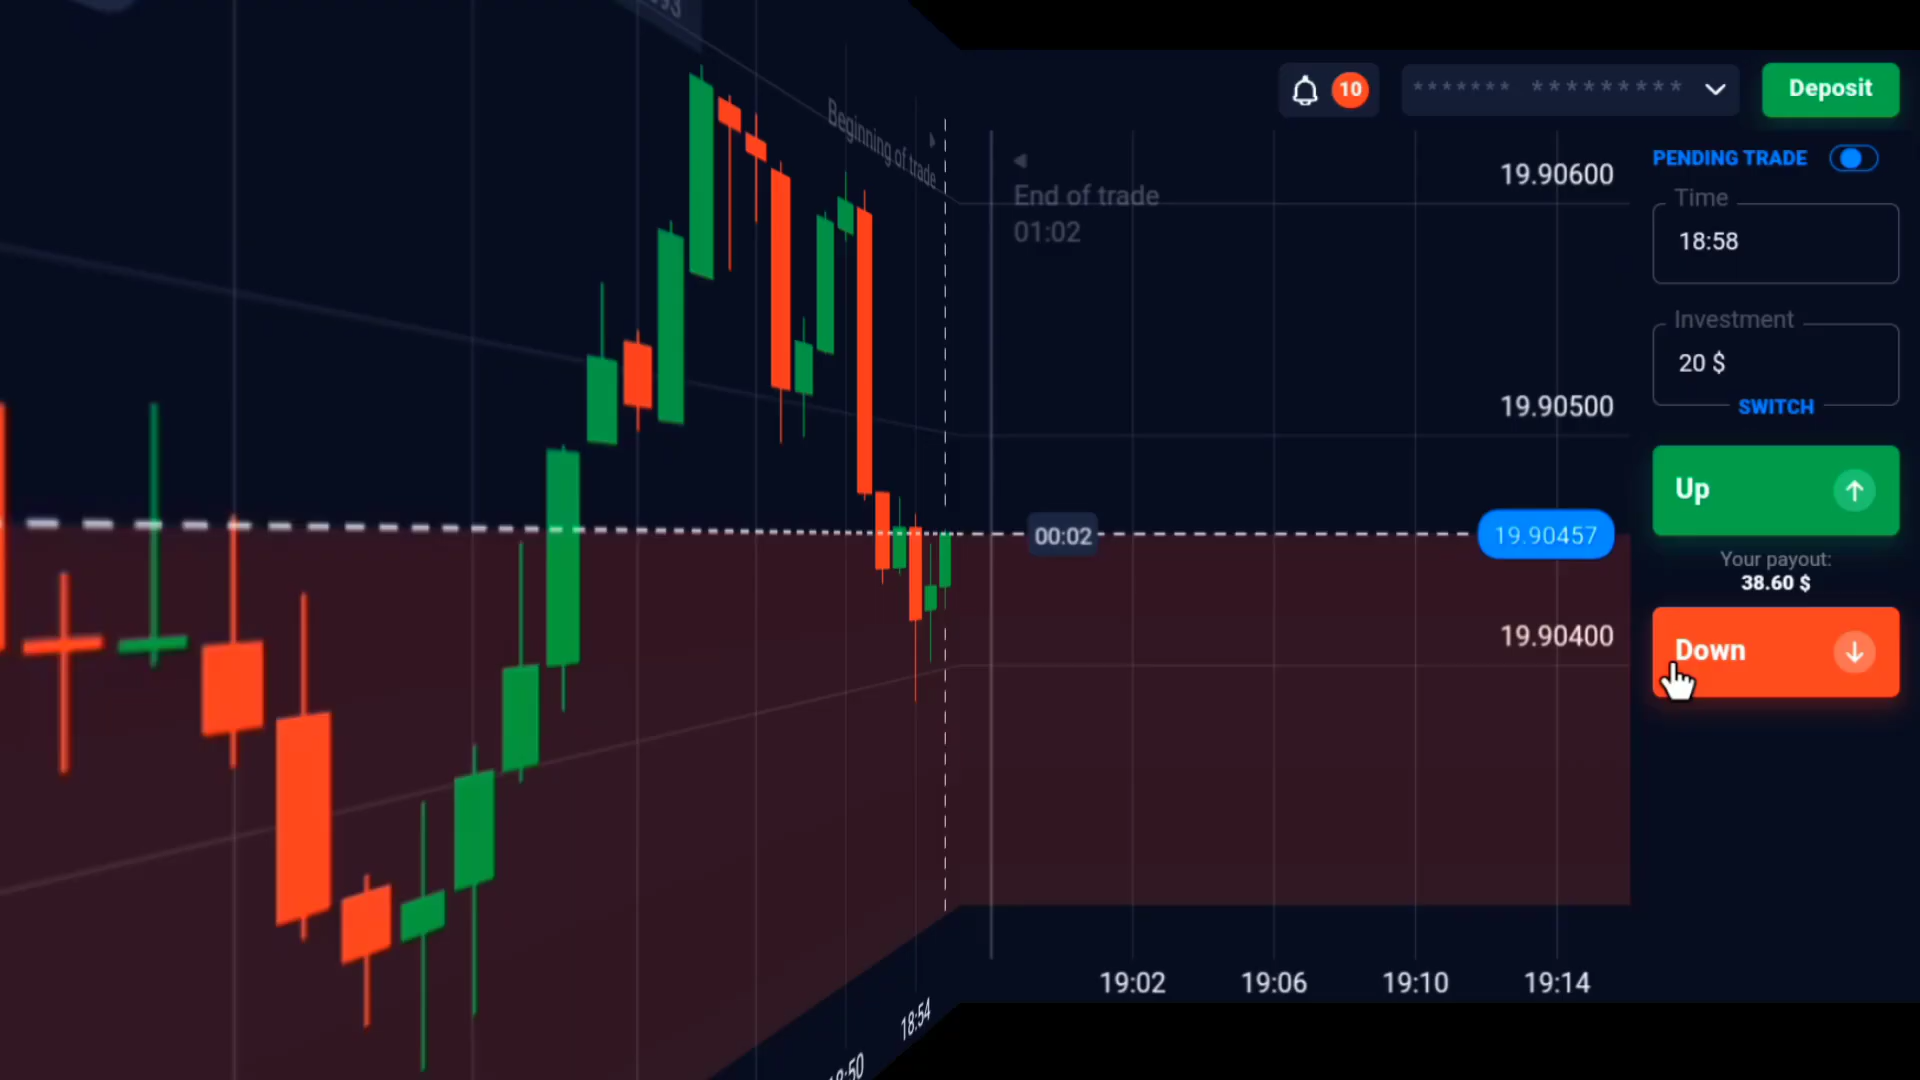 10
******* *********
Deposit
PENDING TRADE
Time
18:58
Investment
20 $
SWITCH
Up
Your payout:
38.60 $
Down
Beginning of trade
End of trade
01:02
19.90600
19.90500
00:02
19.90457
19.90400
18:54
19:02
19:06
19:10
19:14